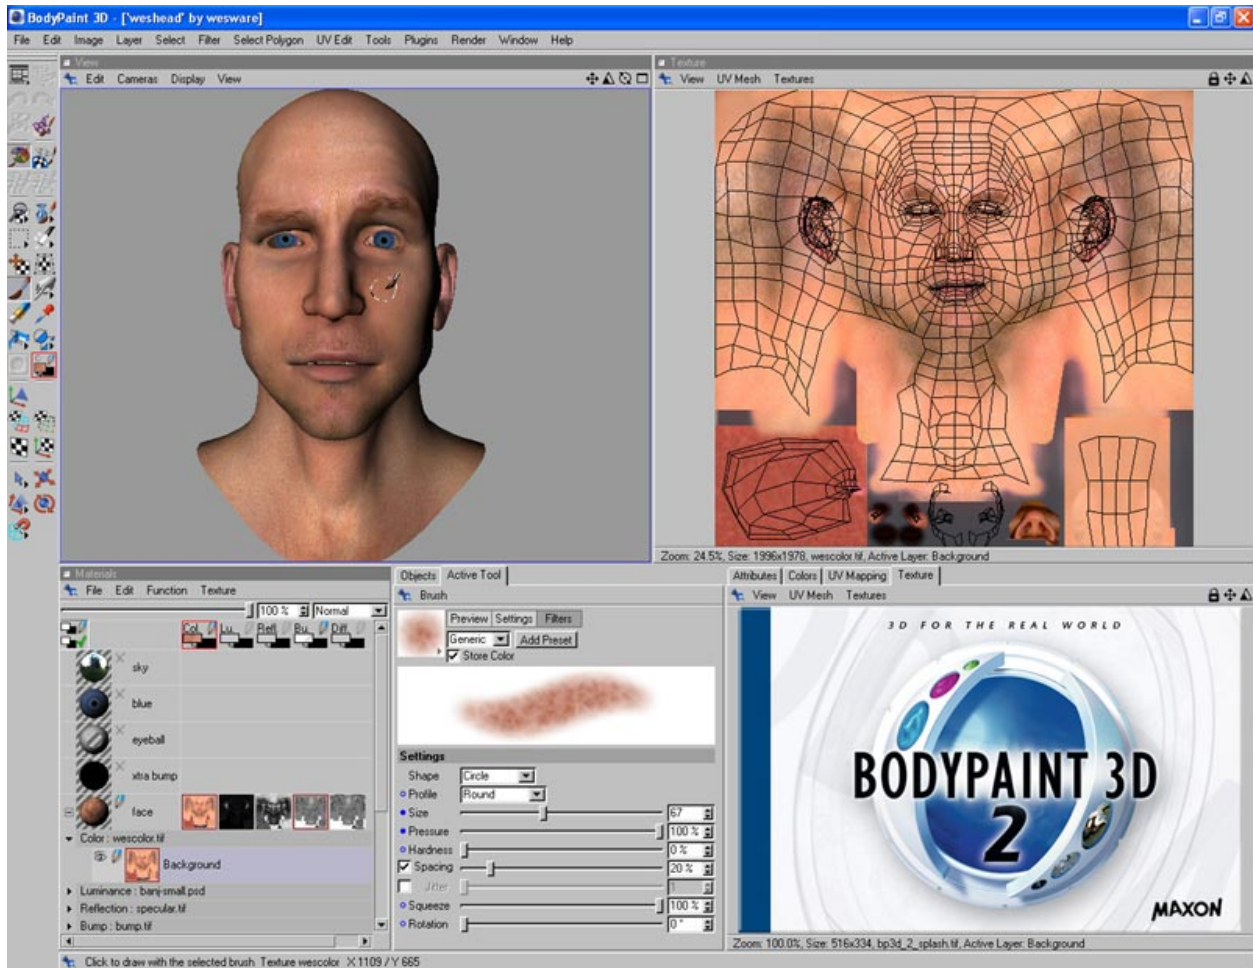 BodyPaint 3D - ['weshead' by wesware]
File Edit Image Layer Select Filter Select Polygon UV Edit Tools Plugins Render Window Help
View
Edit Cameras Display View
Texture
View UV Mesh Textures
Zoom: 24.5%, Size: 1996x1978, wescolor.tif, Active Layer: Background
Materials
File Edit Function Texture
100 % Normal
Col. Lu.. Refl. Bu.. Diff.
sky
blue
eyeball
xtra bump
face
Color : wescolor.tif
Background
Luminance : banj-small.psd
Reflection : specular.tif
Bump : bump.tif
Objects Active Tool
Brush
Preview Settings Filters
Generic Add Preset
Store Color
Settings
Shape Circle
Profile Round
Size 67
Pressure 100 %
Hardness 0 %
Spacing 20 %
Jitter 1
Squeeze 100 %
Rotation 0 °
Attributes Colors UV Mapping Texture
View UV Mesh Textures
3D FOR THE REAL WORLD
BODYPAINT 3D
2
MAXON
Zoom: 100.0%, Size: 516x334, bp3d_2_splash.tif, Active Layer: Background
Click to draw with the selected brush Texture wescolor X 1109 / Y 665